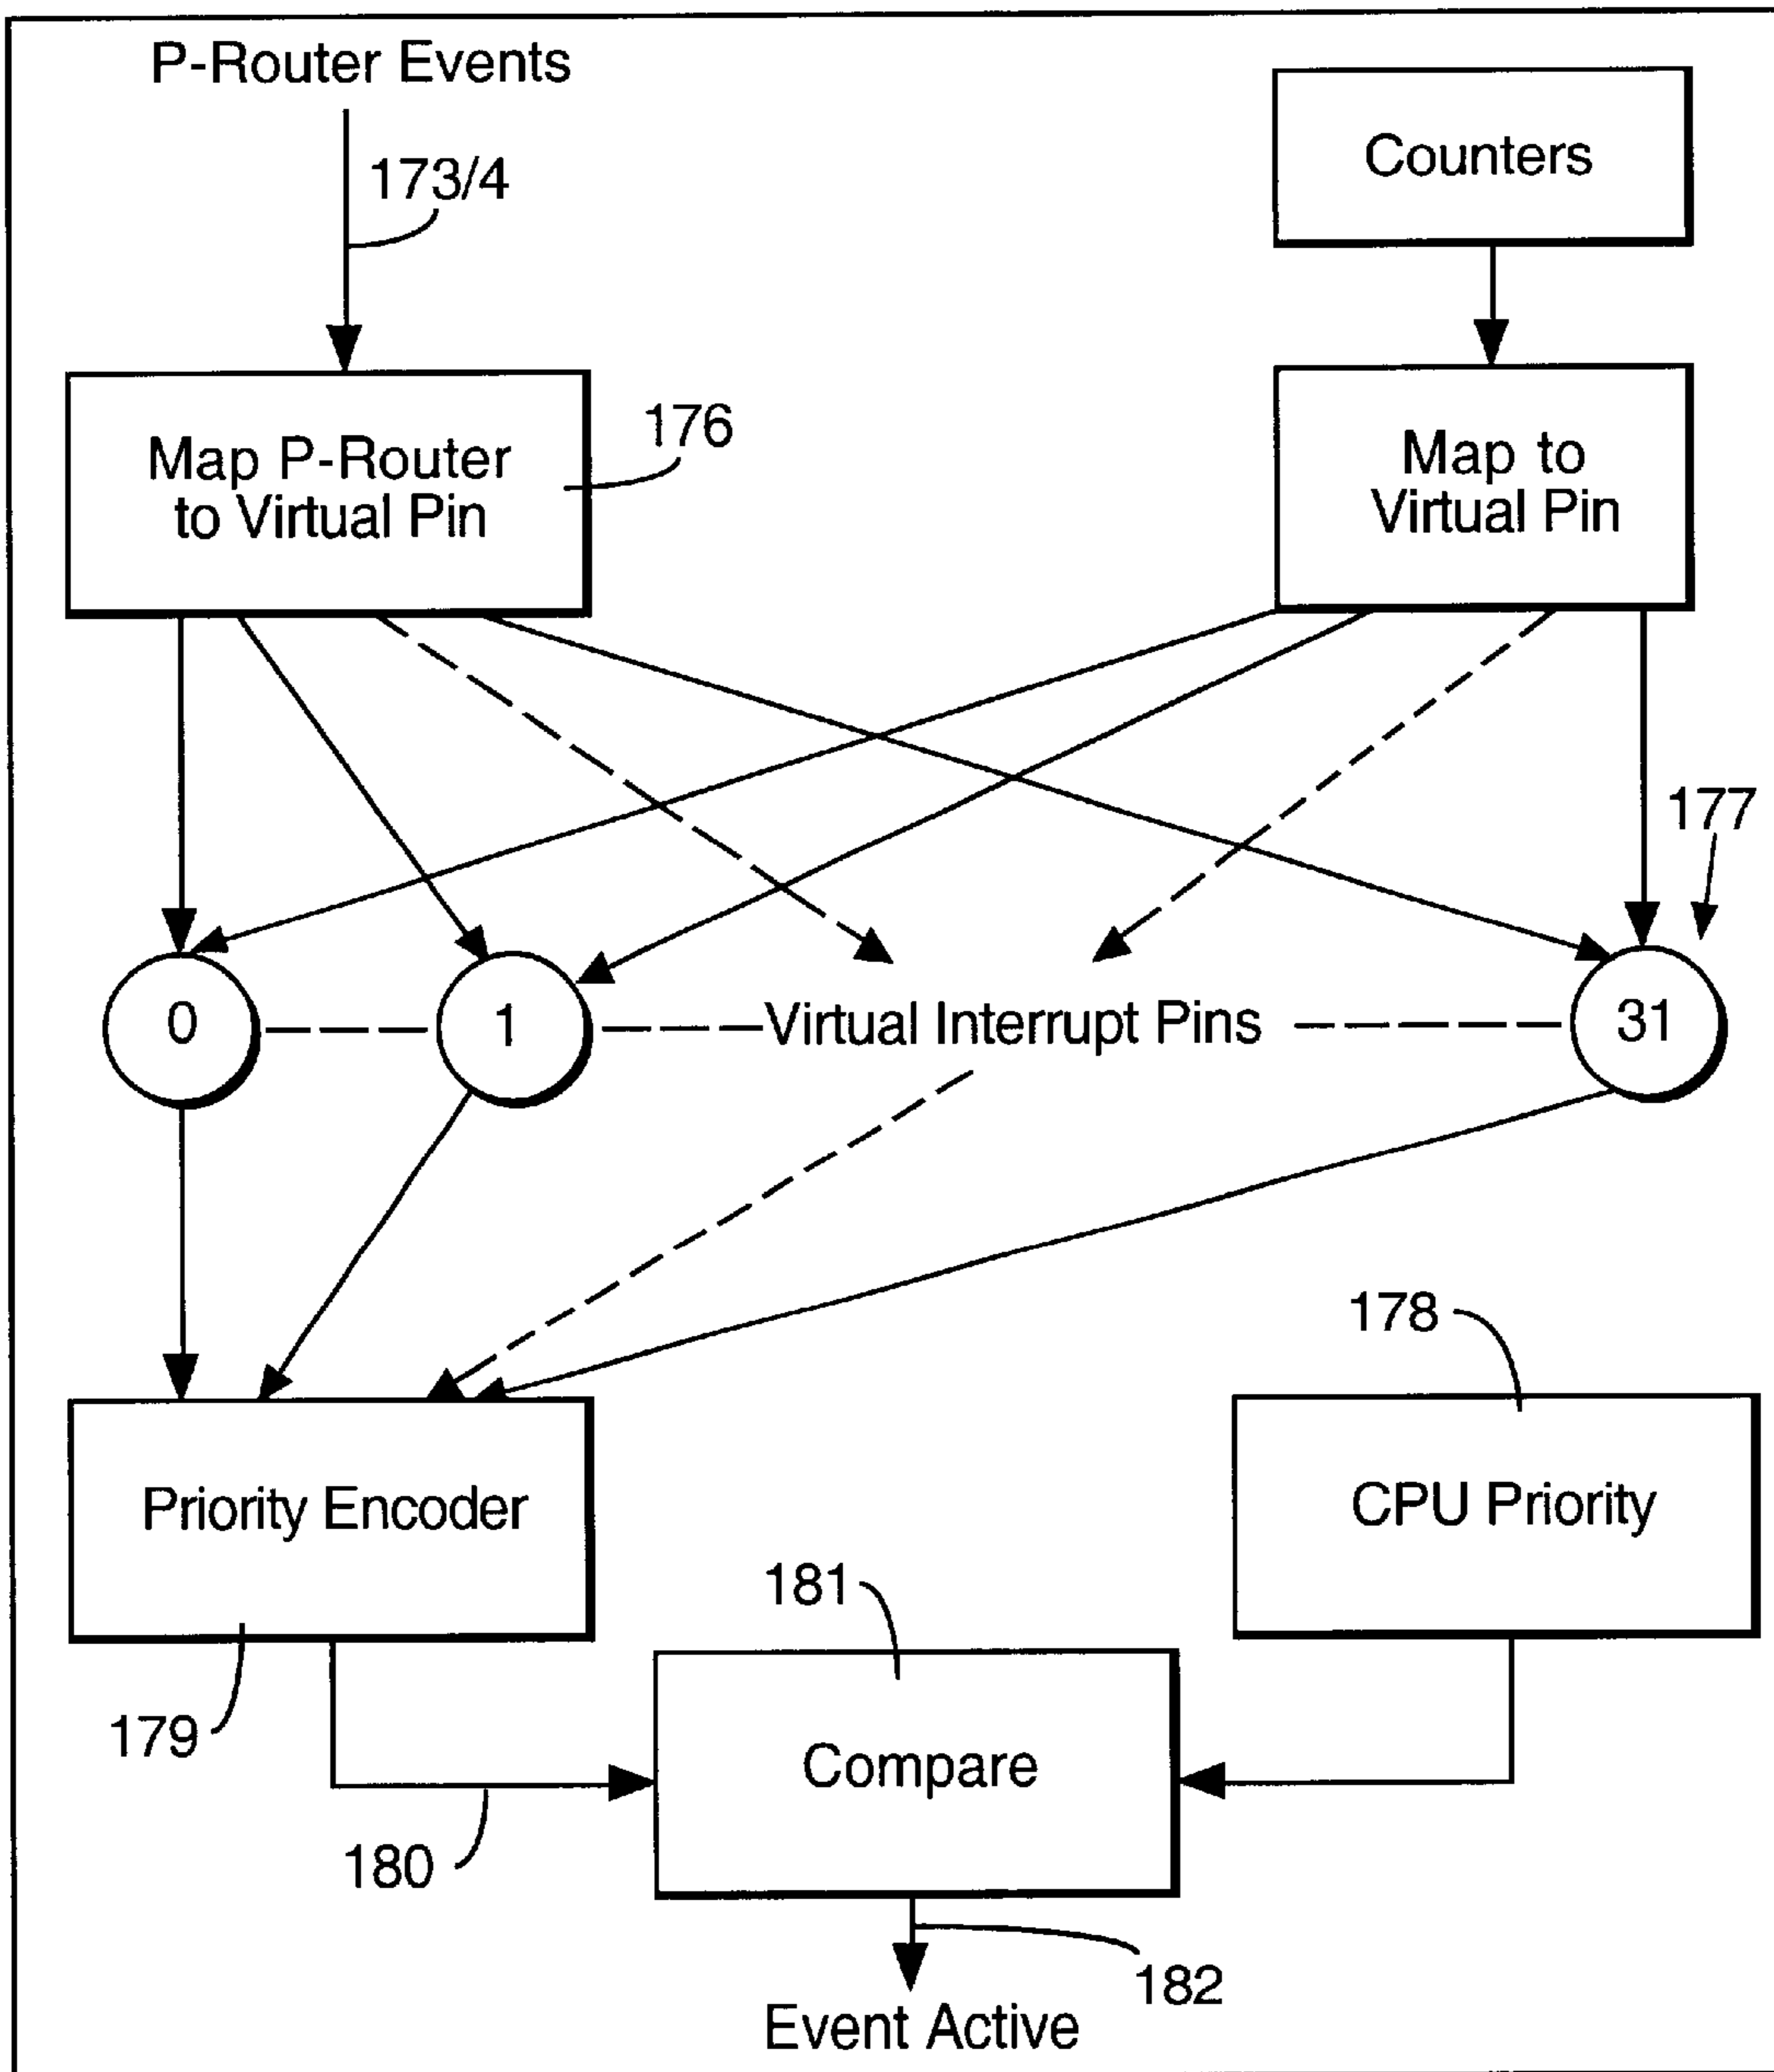 P-Router Events
173/4
Counters
Map P-Router
to Virtual Pin
176
Map to
Virtual Pin
177
0
1
Virtual Interrupt Pins
31
178
Priority Encoder
CPU Priority
181
179
Compare
180
182
Event Active